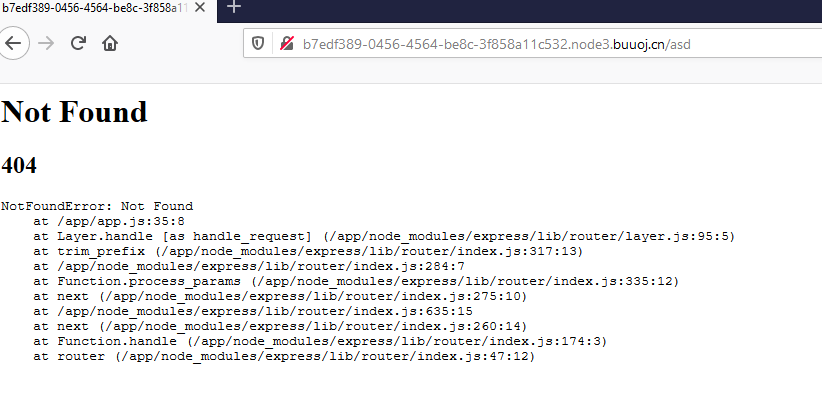 b7edf389-0456-4564-be8c-3f858a11
b7edf389-0456-4564-be8c-3f858a11c532.node3.buuoj.cn/asd
Not Found
404
NotFoundError: Not Found
    at /app/app.js:35:8
    at Layer.handle [as handle_request] (/app/node_modules/express/lib/router/layer.js:95:5)
    at trim_prefix (/app/node_modules/express/lib/router/index.js:317:13)
    at /app/node_modules/express/lib/router/index.js:284:7
    at Function.process_params (/app/node_modules/express/lib/router/index.js:335:12)
    at next (/app/node_modules/express/lib/router/index.js:275:10)
    at /app/node_modules/express/lib/router/index.js:635:15
    at next (/app/node_modules/express/lib/router/index.js:260:14)
    at Function.handle (/app/node_modules/express/lib/router/index.js:174:3)
    at router (/app/node_modules/express/lib/router/index.js:47:12)